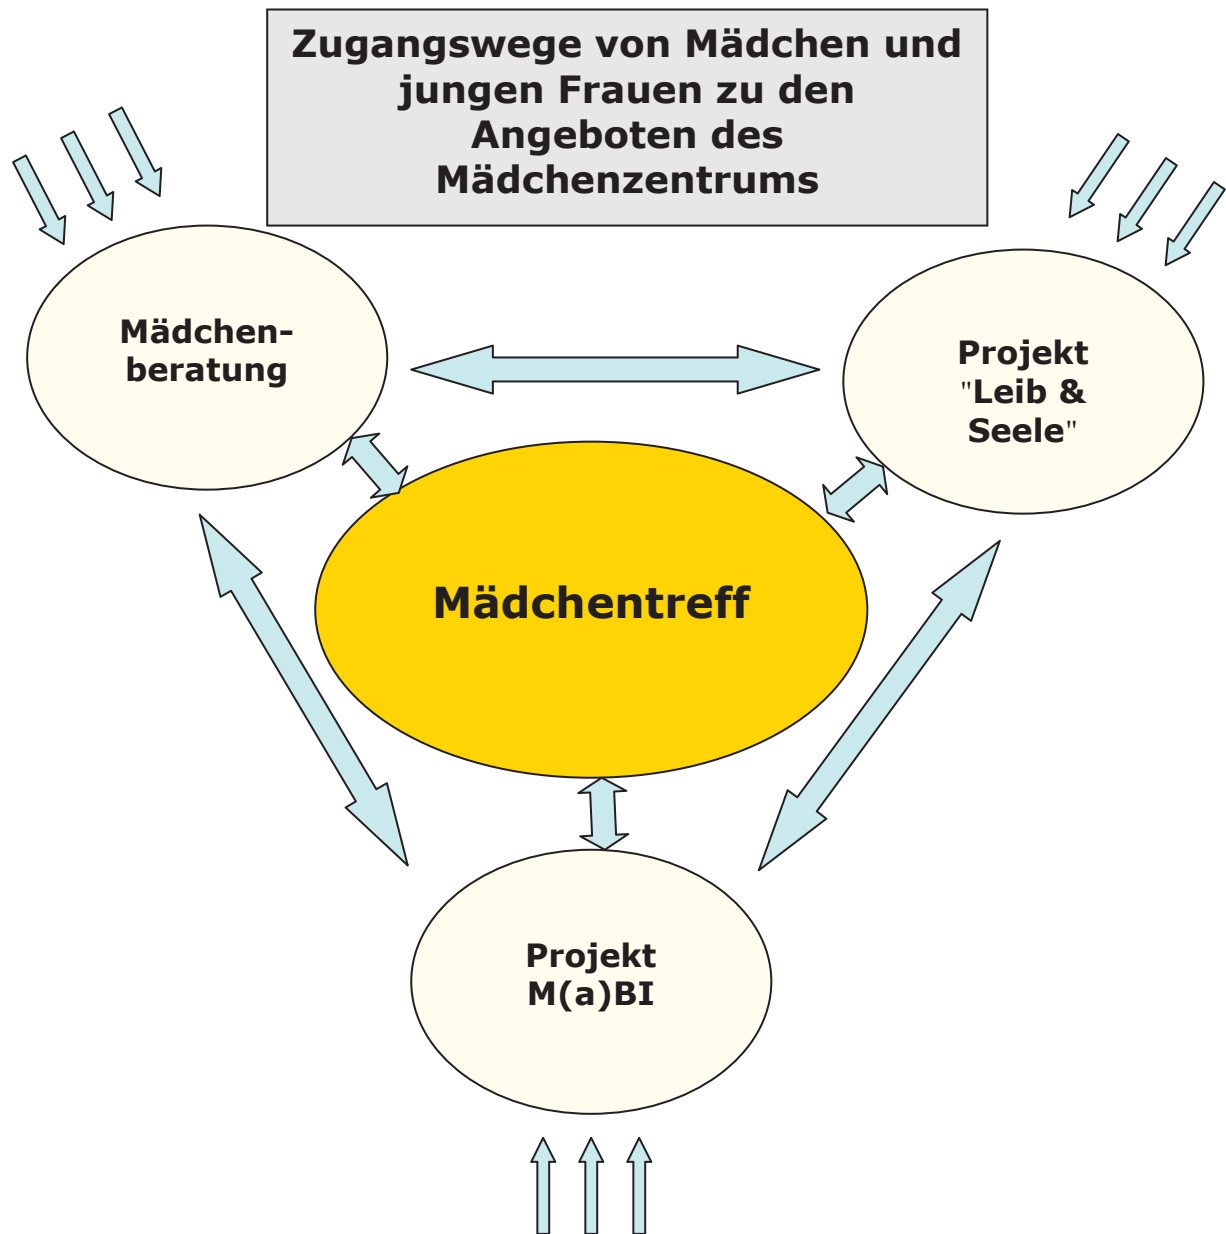 Zugangswege von Mädchen und
jungen Frauen zu den
Angeboten des
Mädchenzentrums
Mädchen-
beratung
Projekt
"Leib &
Seele"
Mädchentreff
Projekt
M(a)BI